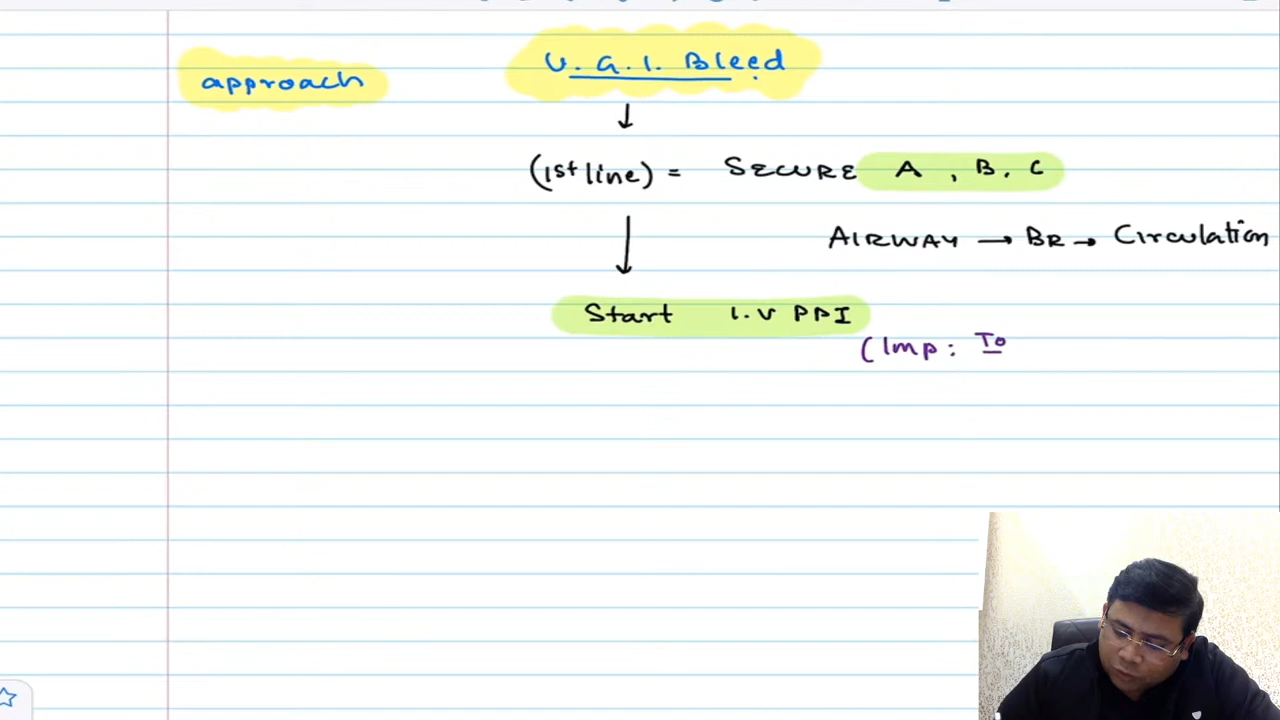 approach
U.G.I. Bleed
↓
(1st line) = SECURE A, B. C
AIRWAY → BR → Circulation
↓
Start I.V PPI
(Imp: To